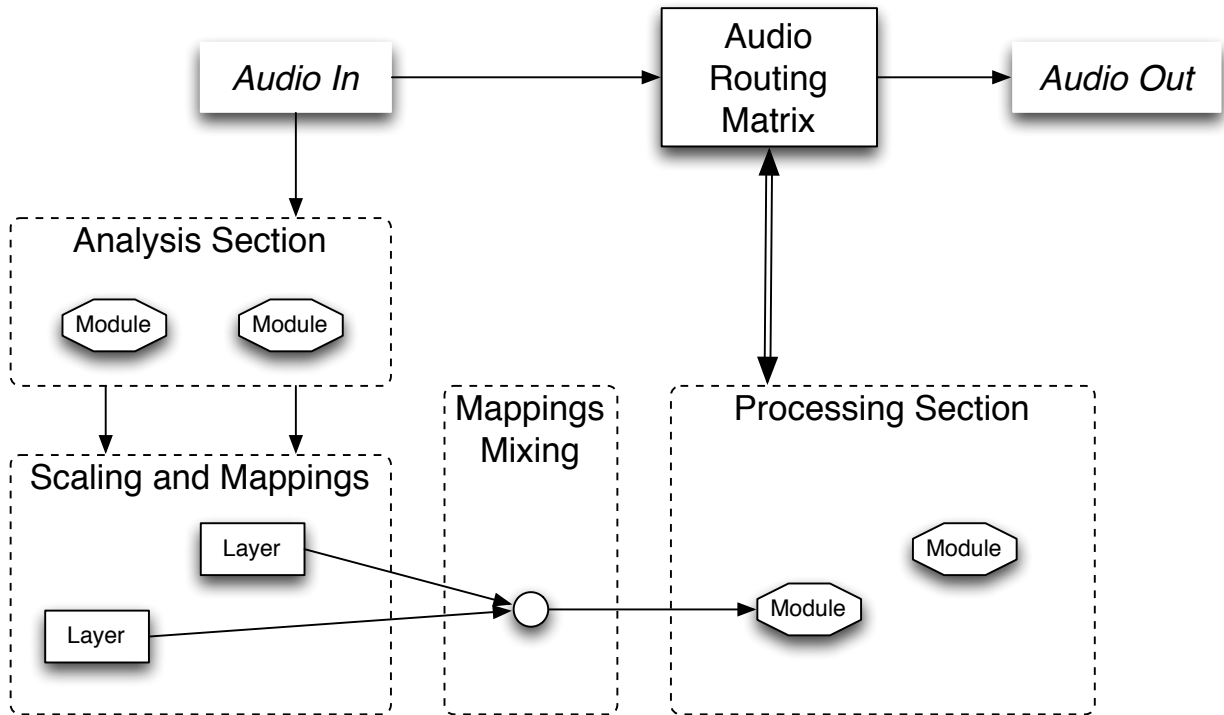 Audio In
Audio
Routing
Matrix
Audio Out
Analysis Section
Module
Module
Mappings
Mixing
Processing Section
Scaling and Mappings
Layer
Module
Module
Layer